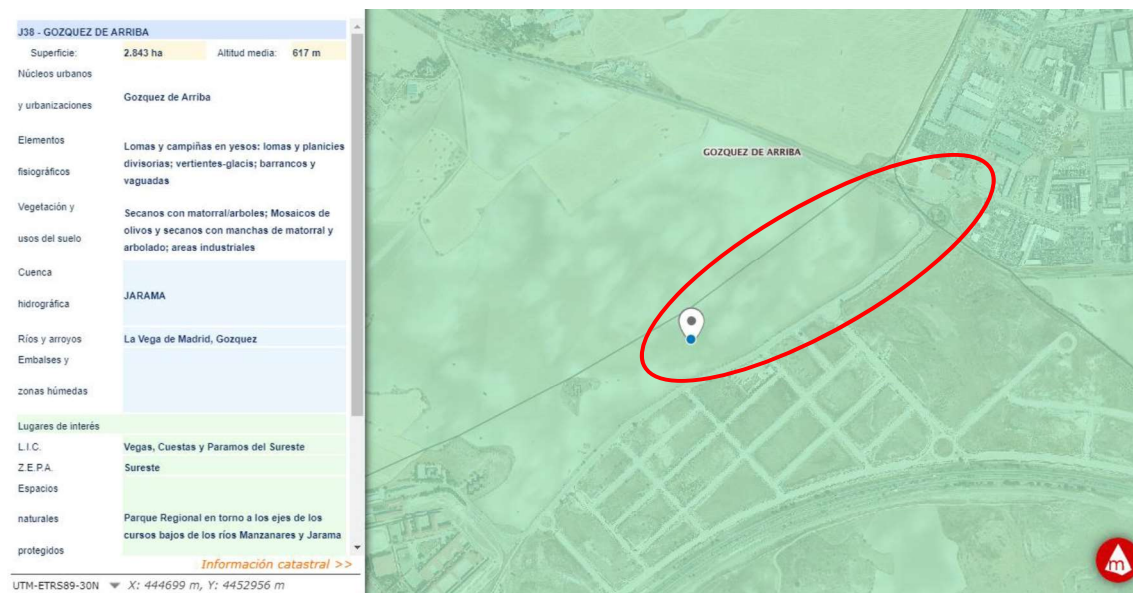 J38 - GOZQUEZ DE ARRIBA
Superficie: 2.843 ha Altitud media: 617 m
Núcleos urbanos
y urbanizaciones
Gozquez de Arriba
Elementos
fisiográficos
Lomas y campiñas en yesos: lomas y planicies
divisorias; vertientes-glacis; barrancos y
vaguadas
Vegetación y
usos del suelo
Secanos con matorral/arboles; Mosaicos de
olivos y secanos con manchas de matorral y
arbolado; areas industriales
Cuenca
hidrográfica
JARAMA
Ríos y arroyos La Vega de Madrid, Gozquez
Embalses y
zonas húmedas
Lugares de interés
L.I.C. Vegas, Cuestas y Paramos del Sureste
Z.E.P.A. Sureste
Espacios
naturales
protegidos
Parque Regional en torno a los ejes de los
cursos bajos de los ríos Manzanares y Jarama
Información catastral >>
UTM-ETRS89-30N X: 444699 m, Y: 4452956 m
GOZQUEZ DE ARRIBA
m